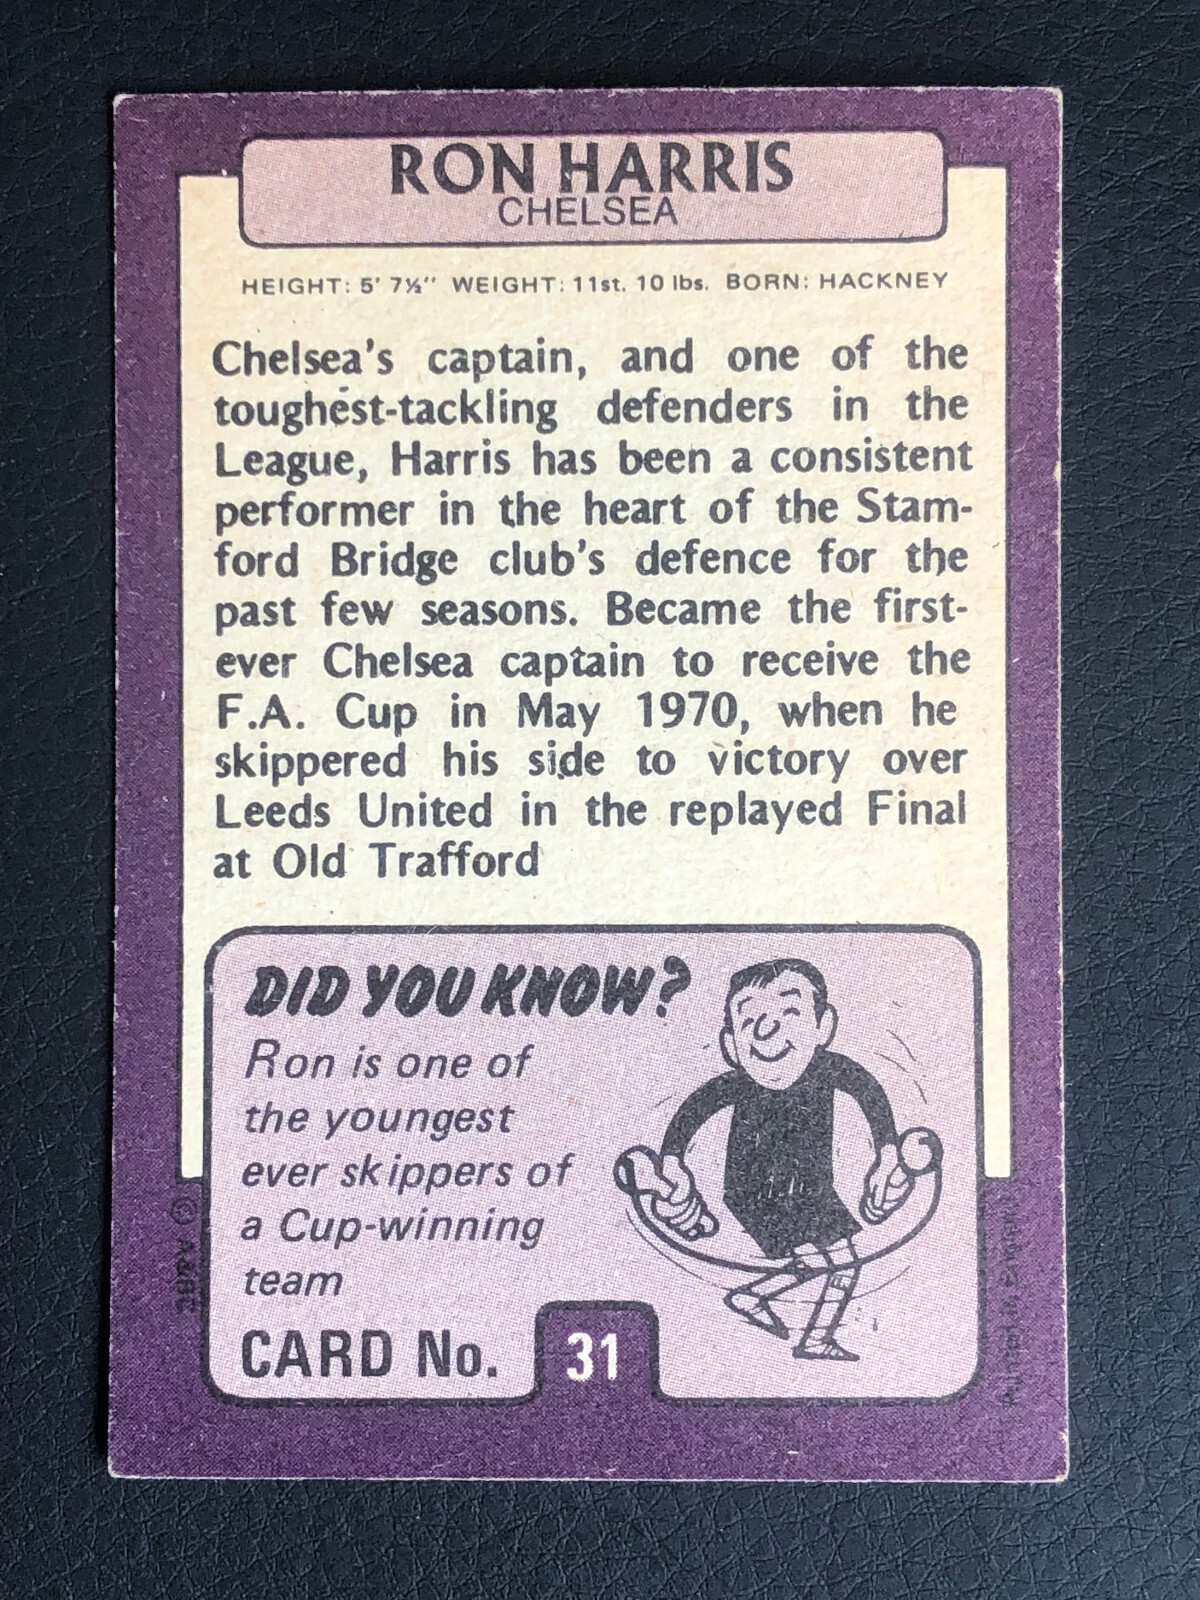 RON HARRIS
CHELSEA
HEIGHT: 5' 7½" WEIGHT: 11st. 10 lbs. BORN: HACKNEY
Chelsea's captain, and one of the
toughest-tackling defenders in the
League, Harris has been a consistent
performer in the heart of the Stam-
ford Bridge club's defence for the
past few seasons. Became the first-
ever Chelsea captain to receive the
F.A. Cup in May 1970, when he
skippered his side to victory over
Leeds United in the replayed Final
at Old Trafford
DID YOU KNOW?
Ron is one of
the youngest
ever skippers of
a Cup-winning
team
CARD No. 31
© A&BC